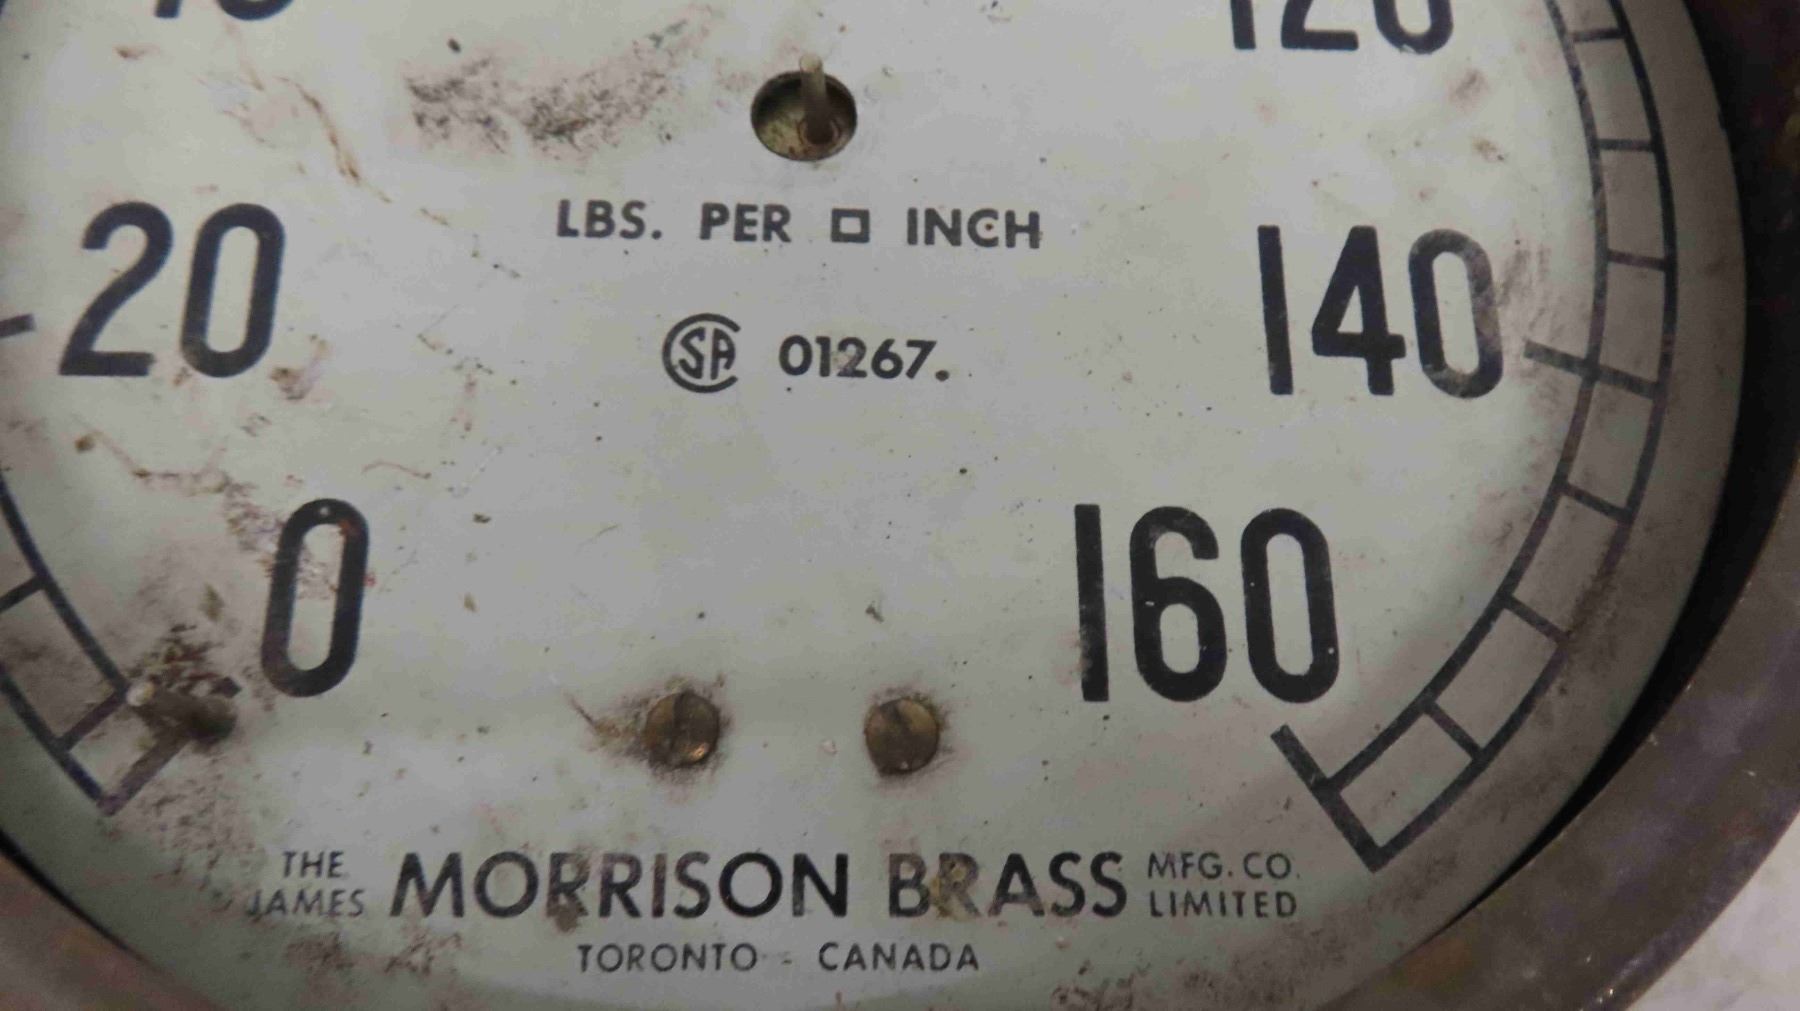 120
LBS. PER □ INCH
20
140
CSA 01267.
0
160
THE JAMES MORRISON BRASS MFG. CO. LIMITED
TORONTO - CANADA